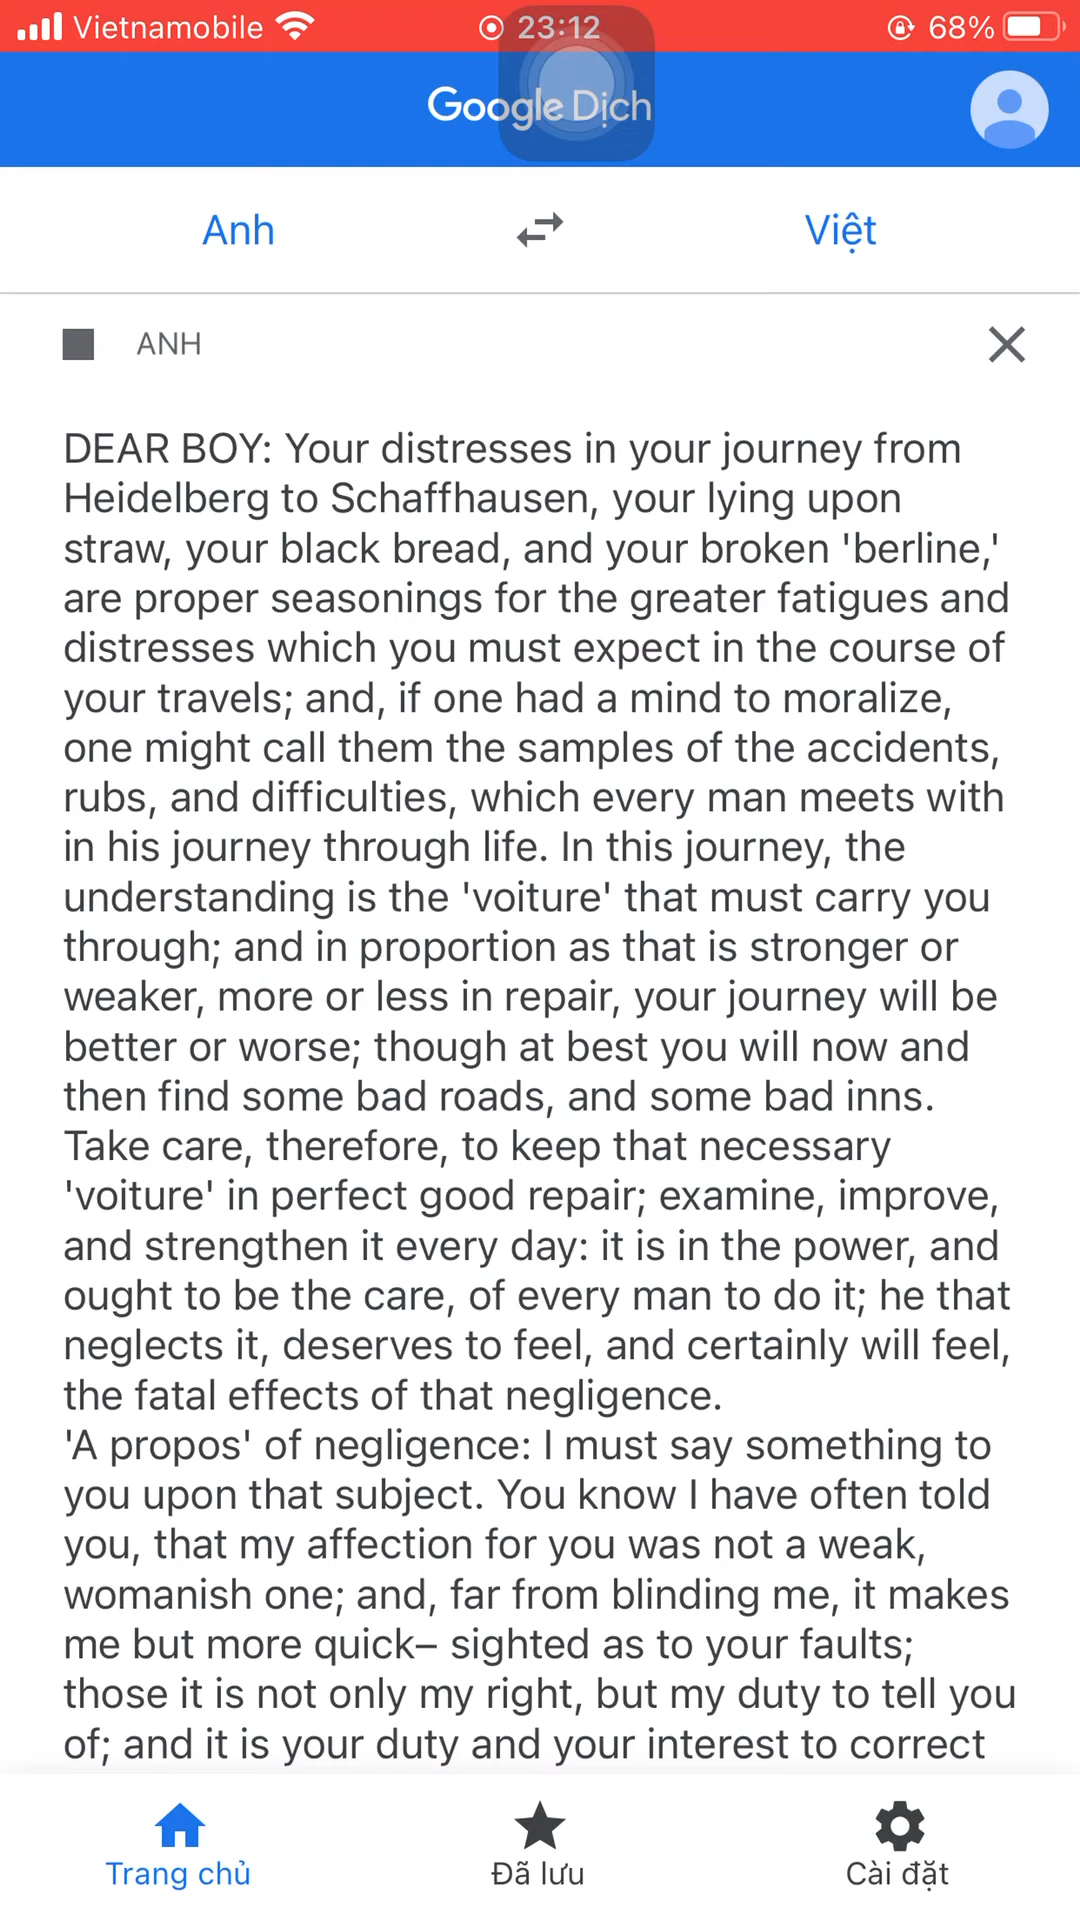 Vietnamobile 23:12 68%
Google Dịch
Anh Việt
ANH
DEAR BOY: Your distresses in your journey from
Heidelberg to Schaffhausen, your lying upon
straw, your black bread, and your broken 'berline,'
are proper seasonings for the greater fatigues and
distresses which you must expect in the course of
your travels; and, if one had a mind to moralize,
one might call them the samples of the accidents,
rubs, and difficulties, which every man meets with
in his journey through life. In this journey, the
understanding is the 'voiture' that must carry you
through; and in proportion as that is stronger or
weaker, more or less in repair, your journey will be
better or worse; though at best you will now and
then find some bad roads, and some bad inns.
Take care, therefore, to keep that necessary
'voiture' in perfect good repair; examine, improve,
and strengthen it every day: it is in the power, and
ought to be the care, of every man to do it; he that
neglects it, deserves to feel, and certainly will feel,
the fatal effects of that negligence.
'A propos' of negligence: I must say something to
you upon that subject. You know I have often told
you, that my affection for you was not a weak,
womanish one; and, far from blinding me, it makes
me but more quick– sighted as to your faults;
those it is not only my right, but my duty to tell you
of; and it is your duty and your interest to correct
Trang chủ Đã lưu Cài đặt